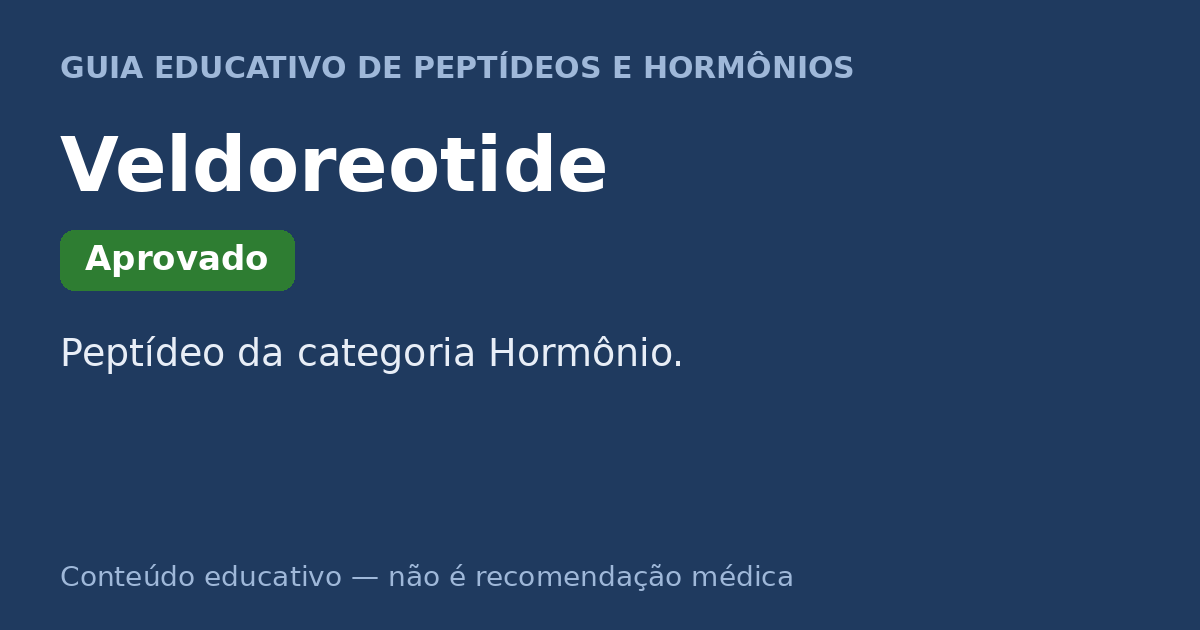 GUIA EDUCATIVO DE PEPTÍDEOS E HORMÔNIOS
Veldoreotide
Aprovado
Peptídeo da categoria Hormônio.
Conteúdo educativo — não é recomendação médica